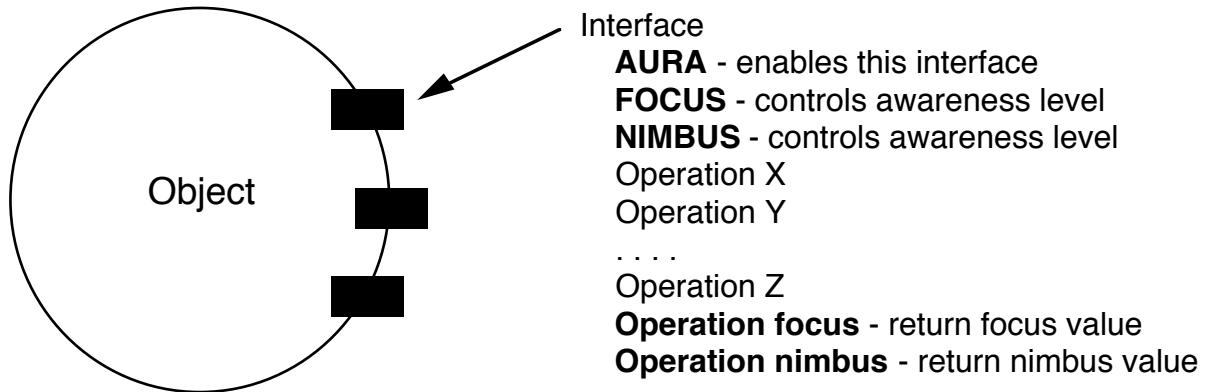 Interface
AURA - enables this interface
FOCUS - controls awareness level
NIMBUS - controls awareness level
Object
Operation X
Operation Y
. . . .
Operation Z
Operation focus - return focus value
Operation nimbus - return nimbus value